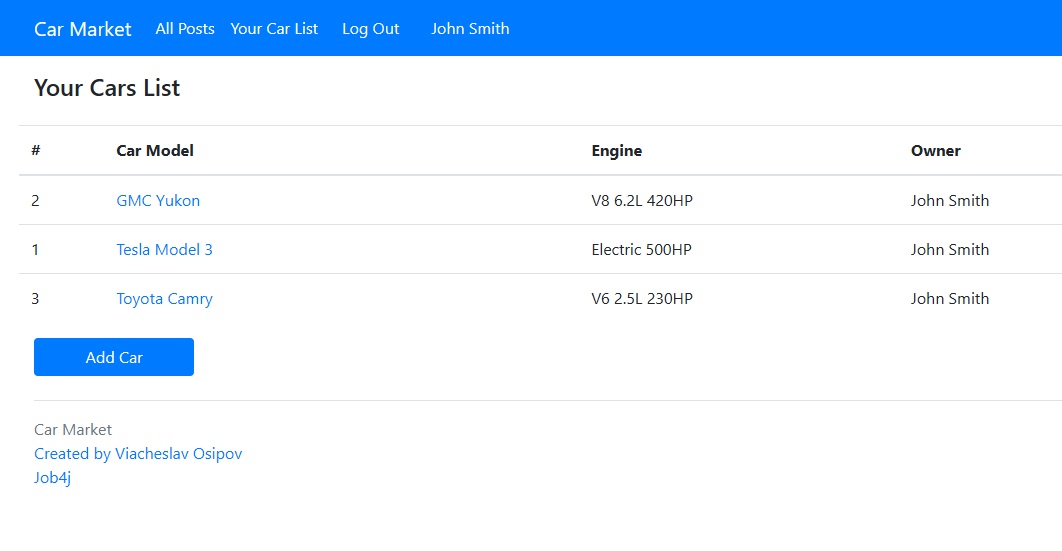 Car Market All Posts Your Car List Log Out John Smith
Your Cars List
# Car Model Engine Owner
2 GMC Yukon V8 6.2L 420HP John Smith
1 Tesla Model 3 Electric 500HP John Smith
3 Toyota Camry V6 2.5L 230HP John Smith
Add Car
Car Market
Created by Viacheslav Osipov
Job4j